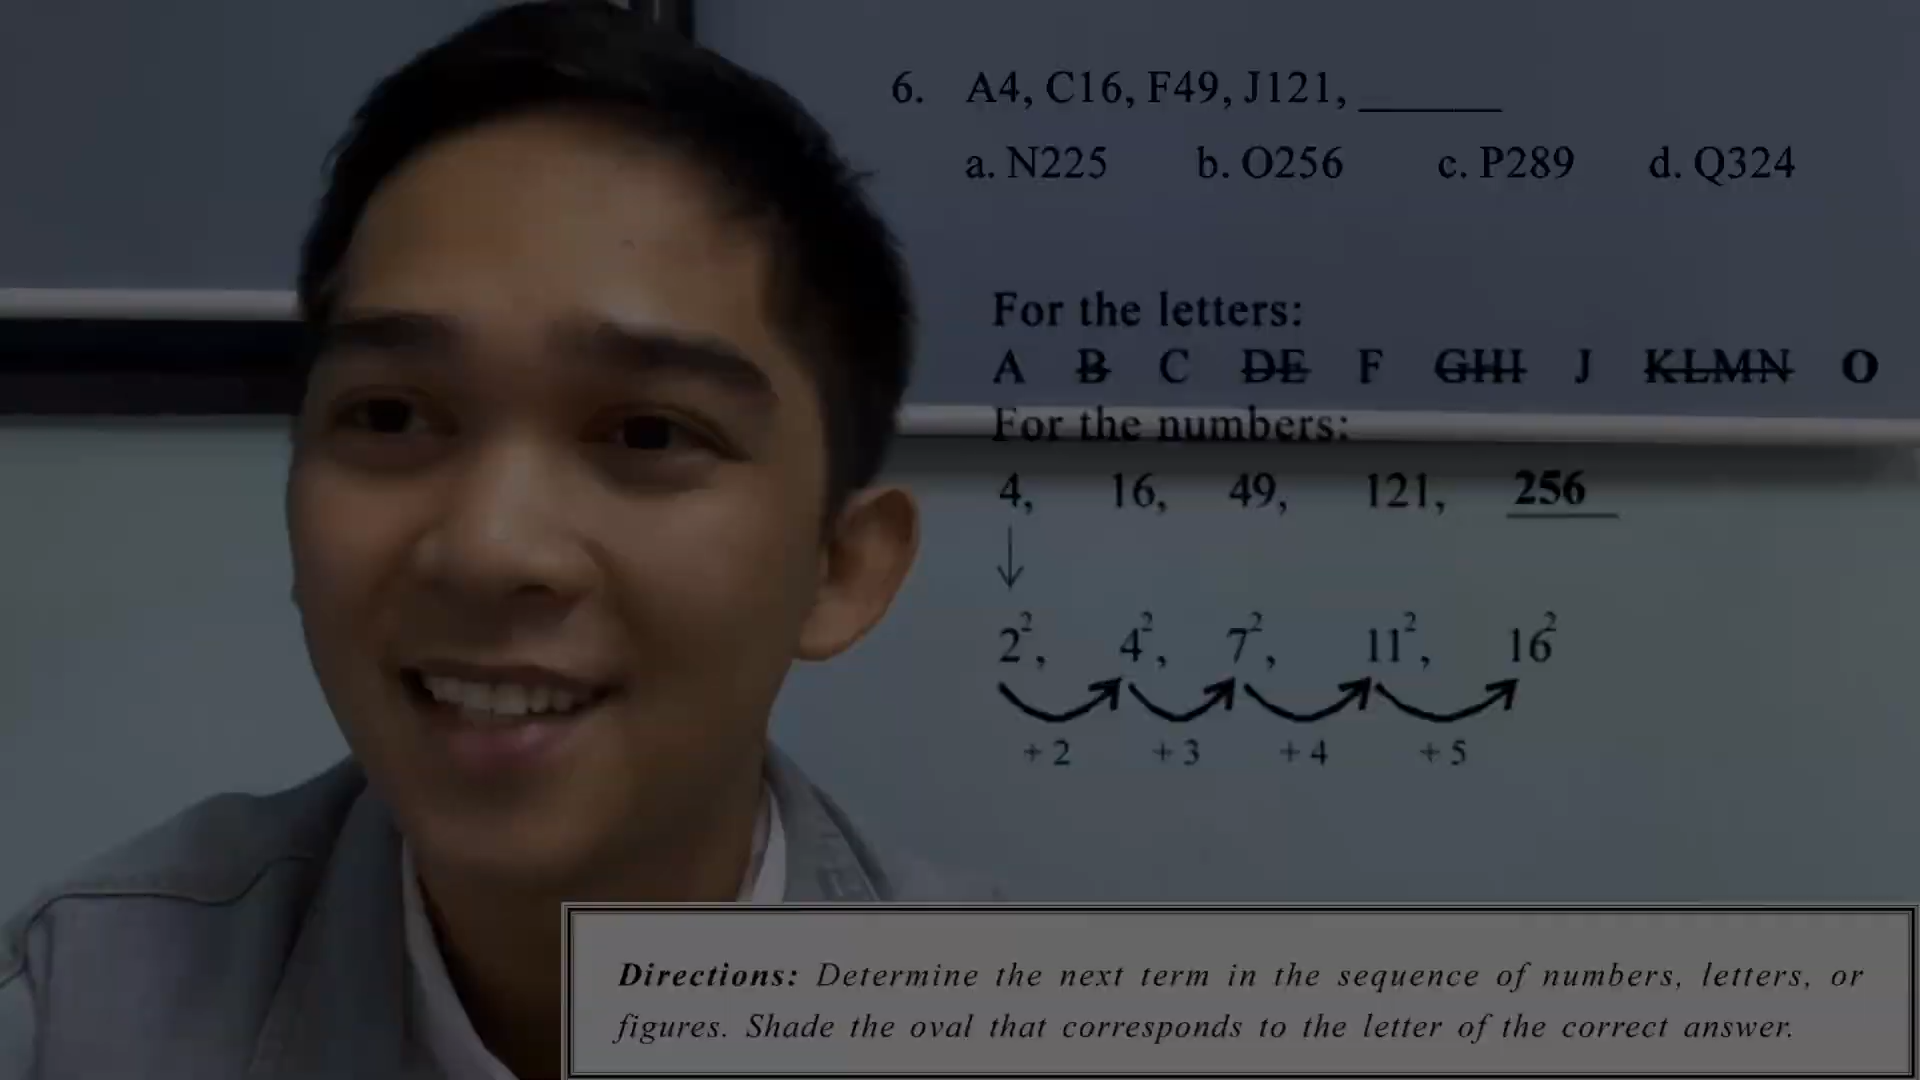 6. A4, C16, F49, J121, ______
a. N225 b. O256 c. P289 d. Q324
For the letters:
A B C DE F GHI J KLMN O
For the numbers:
4, 16, 49, 121, 256
2², 4², 7², 11², 16²
+ 2 + 3 + 4 + 5
Directions: Determine the next term in the sequence of numbers, letters, or
figures. Shade the oval that corresponds to the letter of the correct answer.